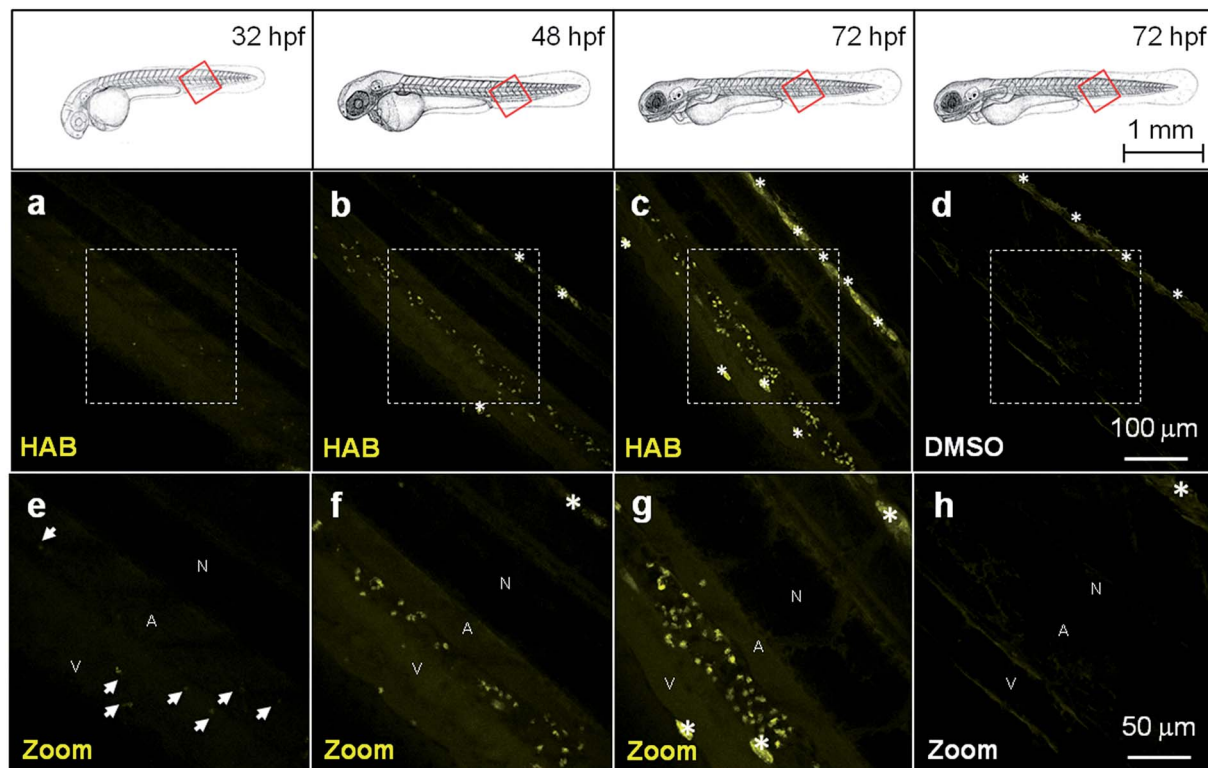 32 hpf
48 hpf
72 hpf
72 hpf
1 mm
a
b
c
d
* * * * * * * * * * * * * * * * *
HAB
HAB
HAB
DMSO
100 μm
e
f
g
h
* * * * *
N
N
N
N
A
A
A
A
V
V
V
V
Zoom
Zoom
Zoom
Zoom
50 μm